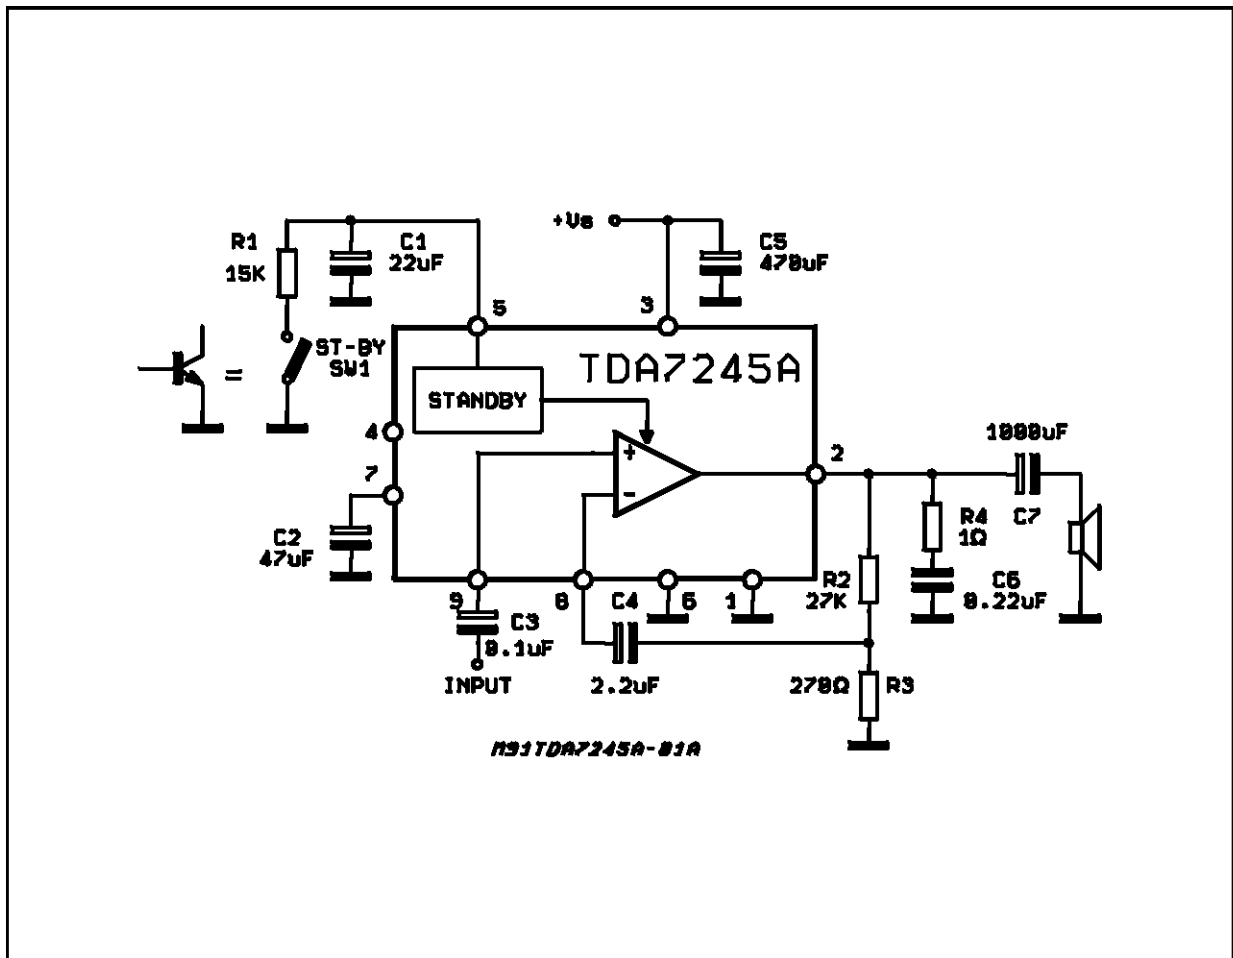 +Vs
R1
15K
C1
22uF
C5
470uF
5
3
ST-BY
SW1
=
TDA7245A
STANDBY
4
7
+
-
2
1000uF
C7
R4
1Ω
C2
47uF
9
8
C4
6
1
R2
27K
C6
0.22uF
C3
0.1uF
INPUT
2.2uF
270Ω
R3
M91TDA7245A-01A